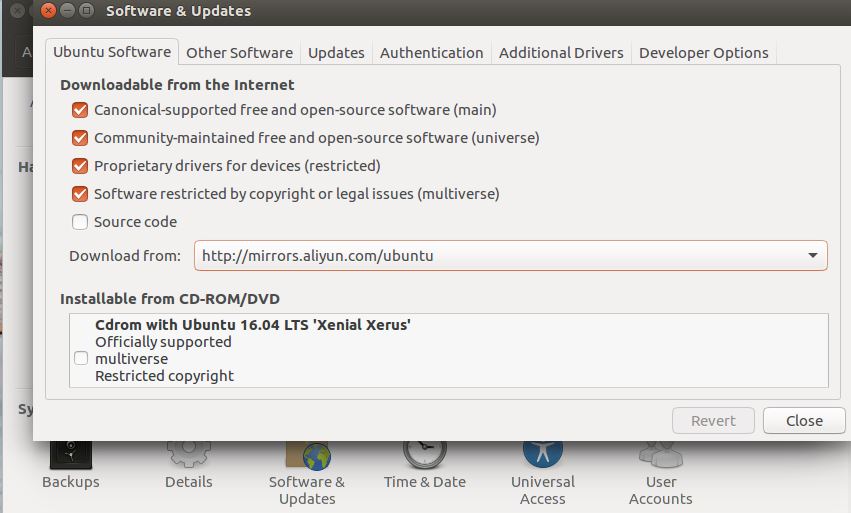 Software & Updates
Ubuntu Software
Other Software
Updates
Authentication
Additional Drivers
Developer Options
Downloadable from the Internet
Canonical-supported free and open-source software (main)
Community-maintained free and open-source software (universe)
Proprietary drivers for devices (restricted)
Software restricted by copyright or legal issues (multiverse)
Source code
Download from: http://mirrors.aliyun.com/ubuntu
Installable from CD-ROM/DVD
Cdrom with Ubuntu 16.04 LTS 'Xenial Xerus'
Officially supported
multiverse
Restricted copyright
Revert
Close
Backups
Details
Software &
Updates
Time & Date
Universal
Access
User
Accounts